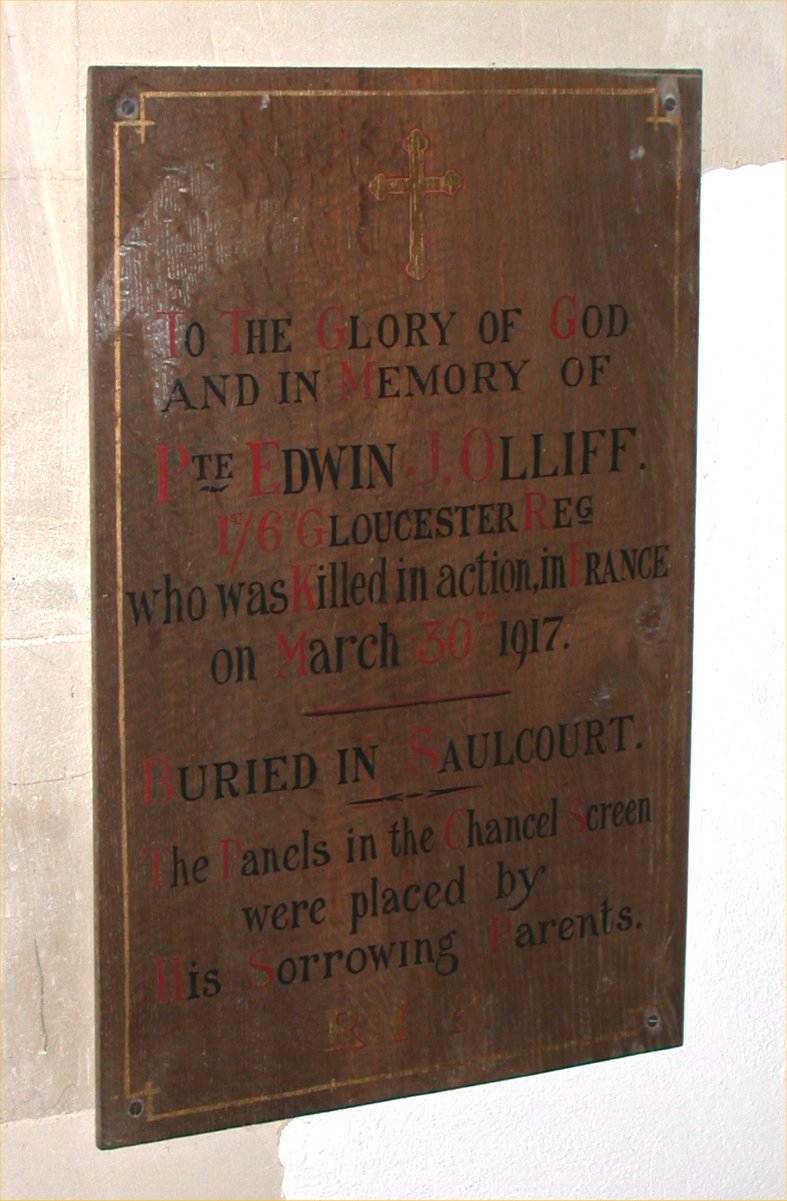 To The Glory of God
and in Memory of
Pte Edwin J. Olliff.
1st/6th Gloucester Regt
who was Killed in action, in France
on March 30th 1917.
Buried in Saulcourt.
The Panels in the Chancel Screen
were placed by
His Sorrowing Parents.
R.I.P.